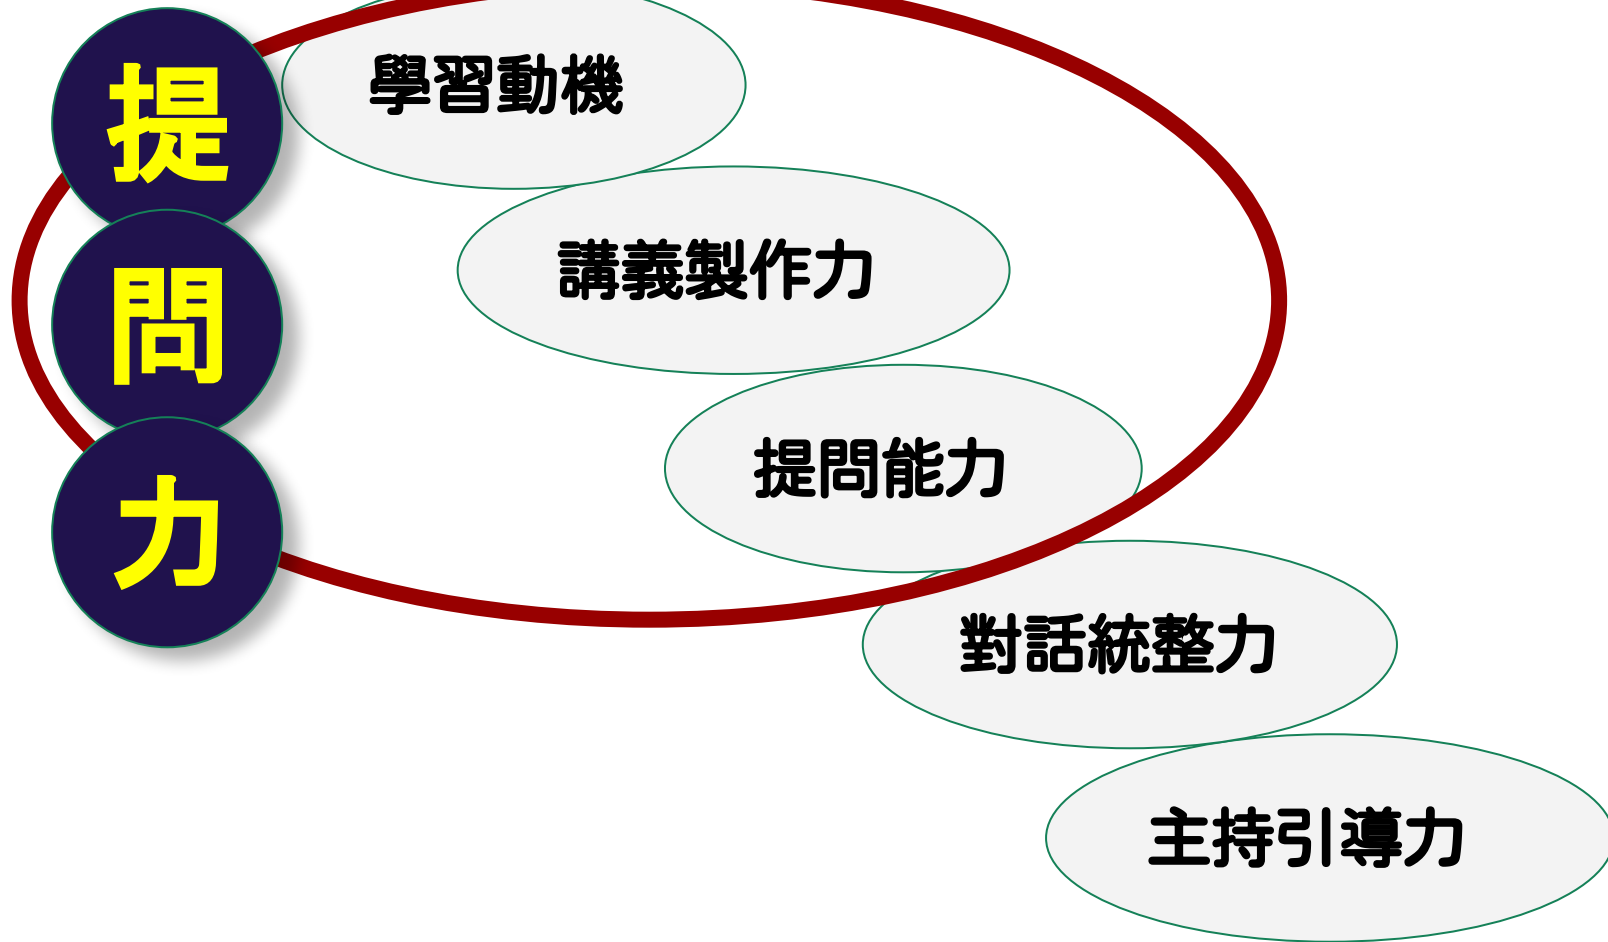 提
問
力
學習動機
講義製作力
提問能力
對話統整力
主持引導力